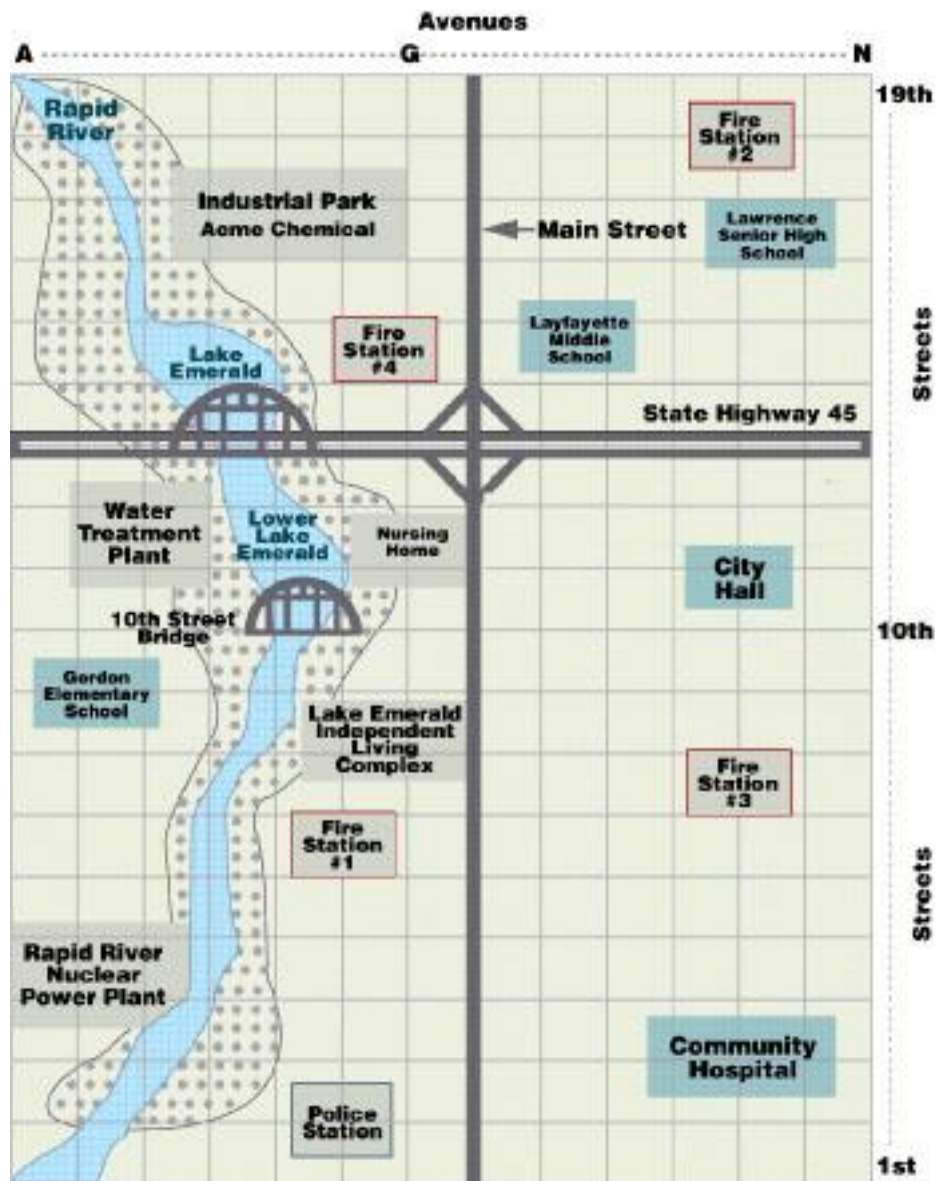 Avenues
A
G
N
19th
Rapid
River
Fire
Station
#2
Industrial Park
Acme Chemical
Main Street
Lawrence
Senior High
School
Fire
Station
#4
Layfayette
Middle
School
Streets
Lake
Emerald
State Highway 45
Water
Treatment
Plant
Lower
Lake
Emerald
Nursing
Home
City
Hall
10th Street
Bridge
10th
Gordon
Elementary
School
Lake Emerald
Independent
Living
Complex
Fire
Station
#3
Fire
Station
#1
Streets
Rapid River
Nuclear
Power Plant
Community
Hospital
Police
Station
1st